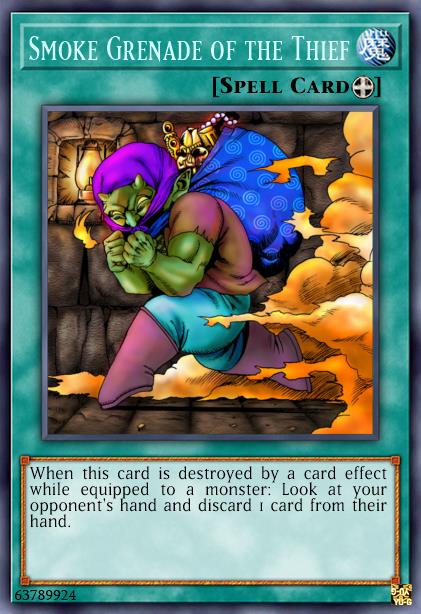 Smoke Grenade of the Thief 魔
[Spell Card]
When this card is destroyed by a card effect
while equipped to a monster: Look at your
opponent's hand and discard 1 card from their
hand.
63789924